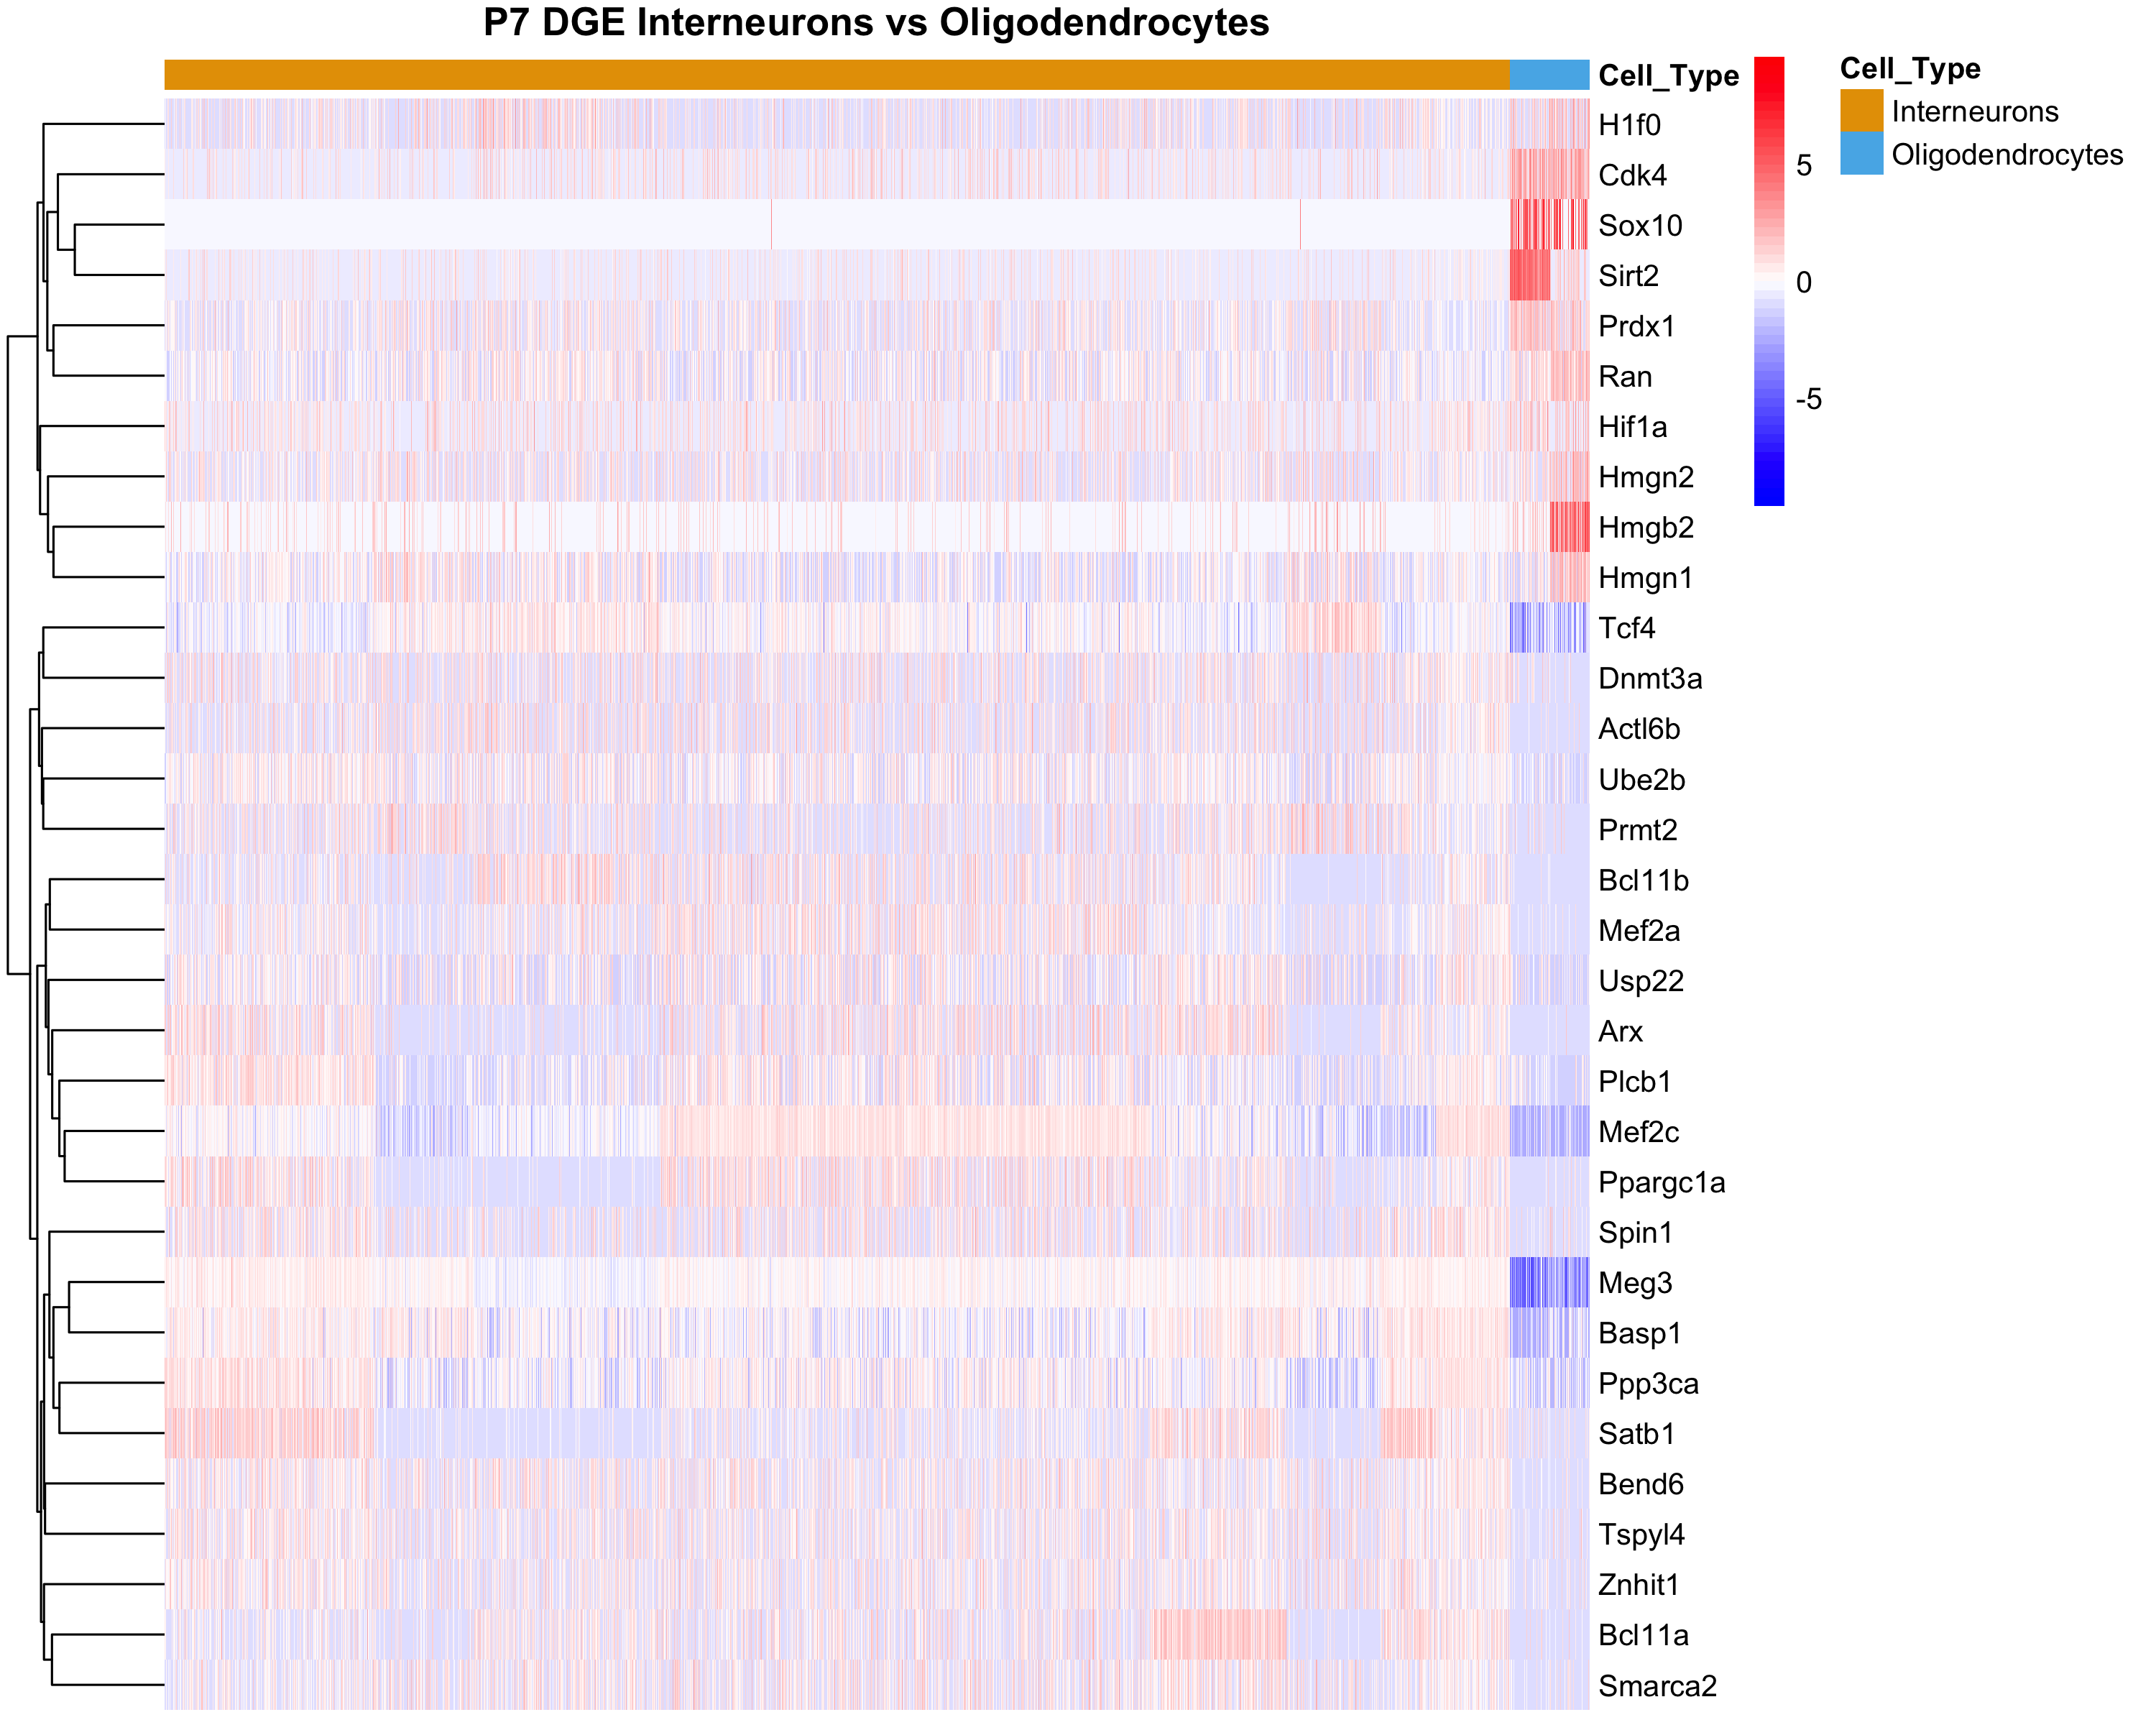 P7 DGE Interneurons vs Oligodendrocytes
Cell_Type
H1f0
Cdk4
Sox10
Sirt2
Prdx1
Ran
Hif1a
Hmgn2
Hmgb2
Hmgn1
Tcf4
Dnmt3a
Actl6b
Ube2b
Prmt2
Bcl11b
Mef2a
Usp22
Arx
Plcb1
Mef2c
Ppargc1a
Spin1
Meg3
Basp1
Ppp3ca
Satb1
Bend6
Tspyl4
Znhit1
Bcl11a
Smarca2
5
0
-5
Cell_Type
Interneurons
Oligodendrocytes